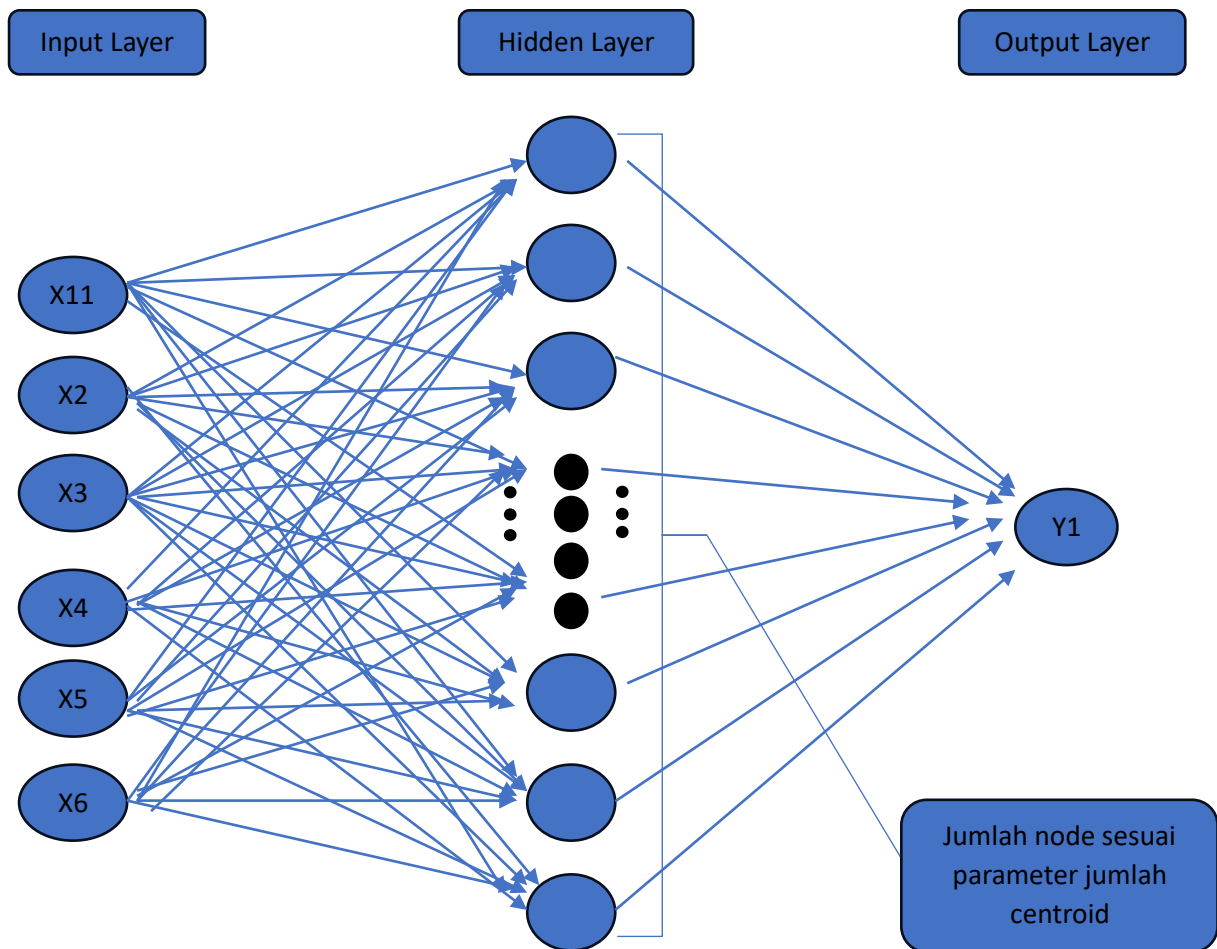 Input Layer
Hidden Layer
Output Layer
X11
X2
X3
X4
X5
X6
Y1
Jumlah node sesuai
parameter jumlah
centroid